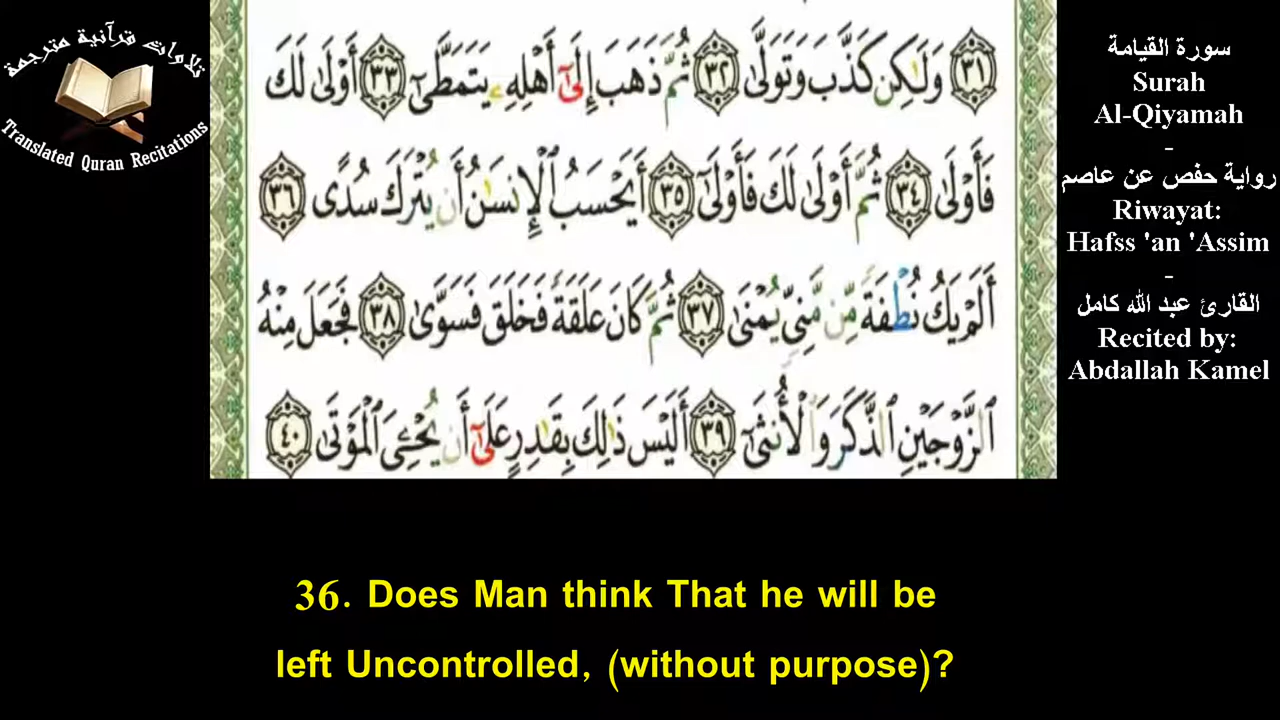 تلاوات قرآنية مترجمة
Translated Quran Recitations
٣١ وَلَٰكِن كَذَّبَ وَتَوَلَّىٰ ٣٢ ثُمَّ ذَهَبَ إِلَىٰٓ أَهْلِهِۦ يَتَمَطَّىٰٓ ٣٣ أَوْلَىٰ لَكَ
فَأَوْلَىٰ ٣٤ ثُمَّ أَوْلَىٰ لَكَ فَأَوْلَىٰٓ ٣٥ أَيَحْسَبُ ٱلْإِنسَٰنُ أَن يُتْرَكَ سُدًى ٣٦
أَلَمْ يَكُ نُطْفَةً مِّن مَّنِىٍّ يُمْنَىٰ ٣٧ ثُمَّ كَانَ عَلَقَةً فَخَلَقَ فَسَوَّىٰ ٣٨ فَجَعَلَ مِنْهُ
ٱلزَّوْجَيْنِ ٱلذَّكَرَ وَٱلْأُنثَىٰٓ ٣٩ أَلَيْسَ ذَٰلِكَ بِقَٰدِرٍ عَلَىٰٓ أَن يُحْۦِىَ ٱلْمَوْتَىٰ ٤٠
سورة القيامة
Surah
Al-Qiyamah
-
رواية حفص عن عاصم
Riwayat:
Hafss 'an 'Assim
-
القارئ عبد الله كامل
Recited by:
Abdallah Kamel
36. Does Man think That he will be
left Uncontrolled, (without purpose)?